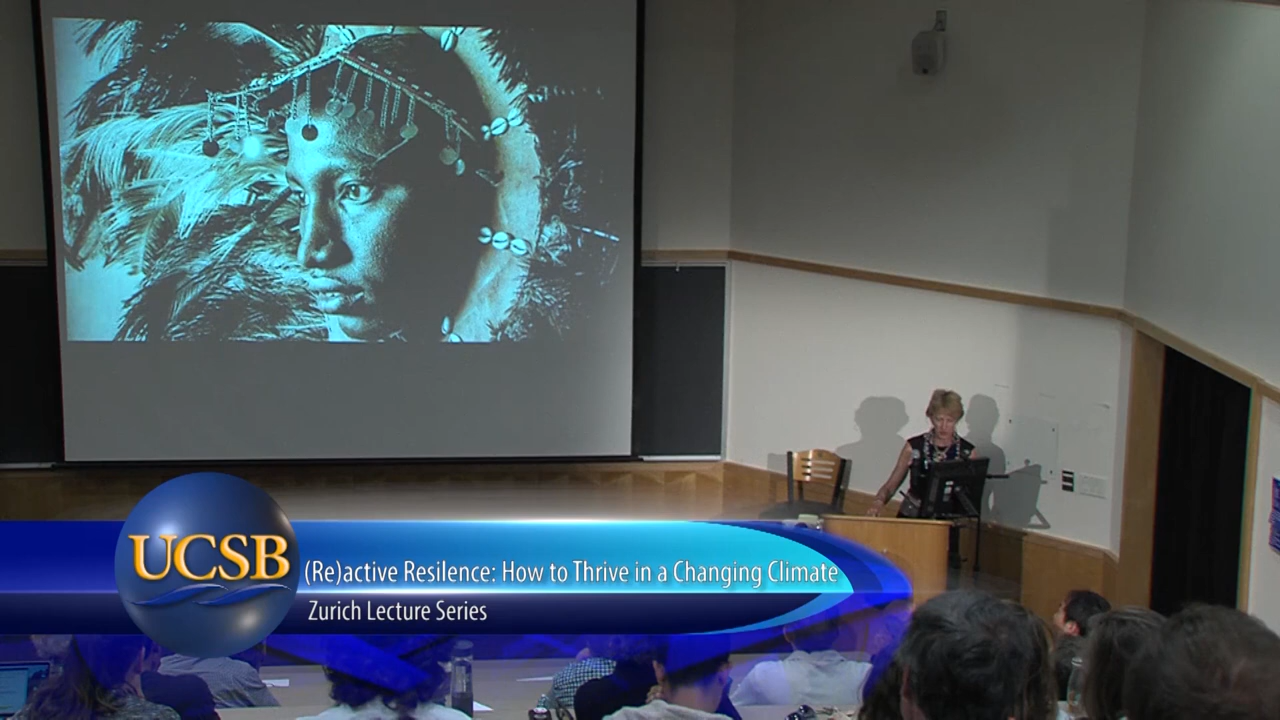 UCSB
(Re)active Resilence: How to Thrive in a Changing Climate
Zurich Lecture Series